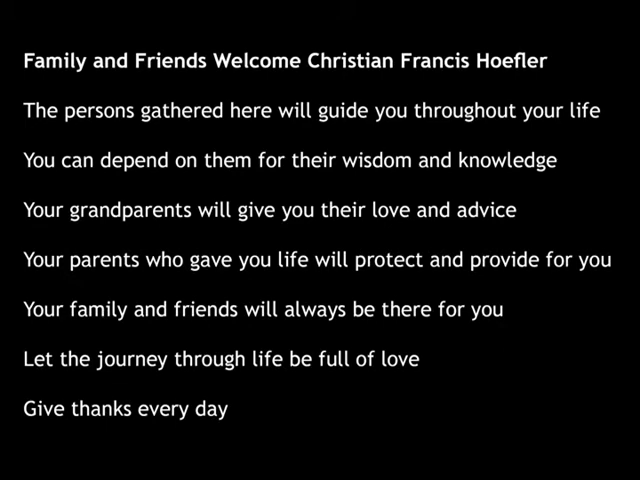 Family and Friends Welcome Christian Francis Hoefler
The persons gathered here will guide you throughout your life
You can depend on them for their wisdom and knowledge
Your grandparents will give you their love and advice
Your parents who gave you life will protect and provide for you
Your family and friends will always be there for you
Let the journey through life be full of love
Give thanks every day